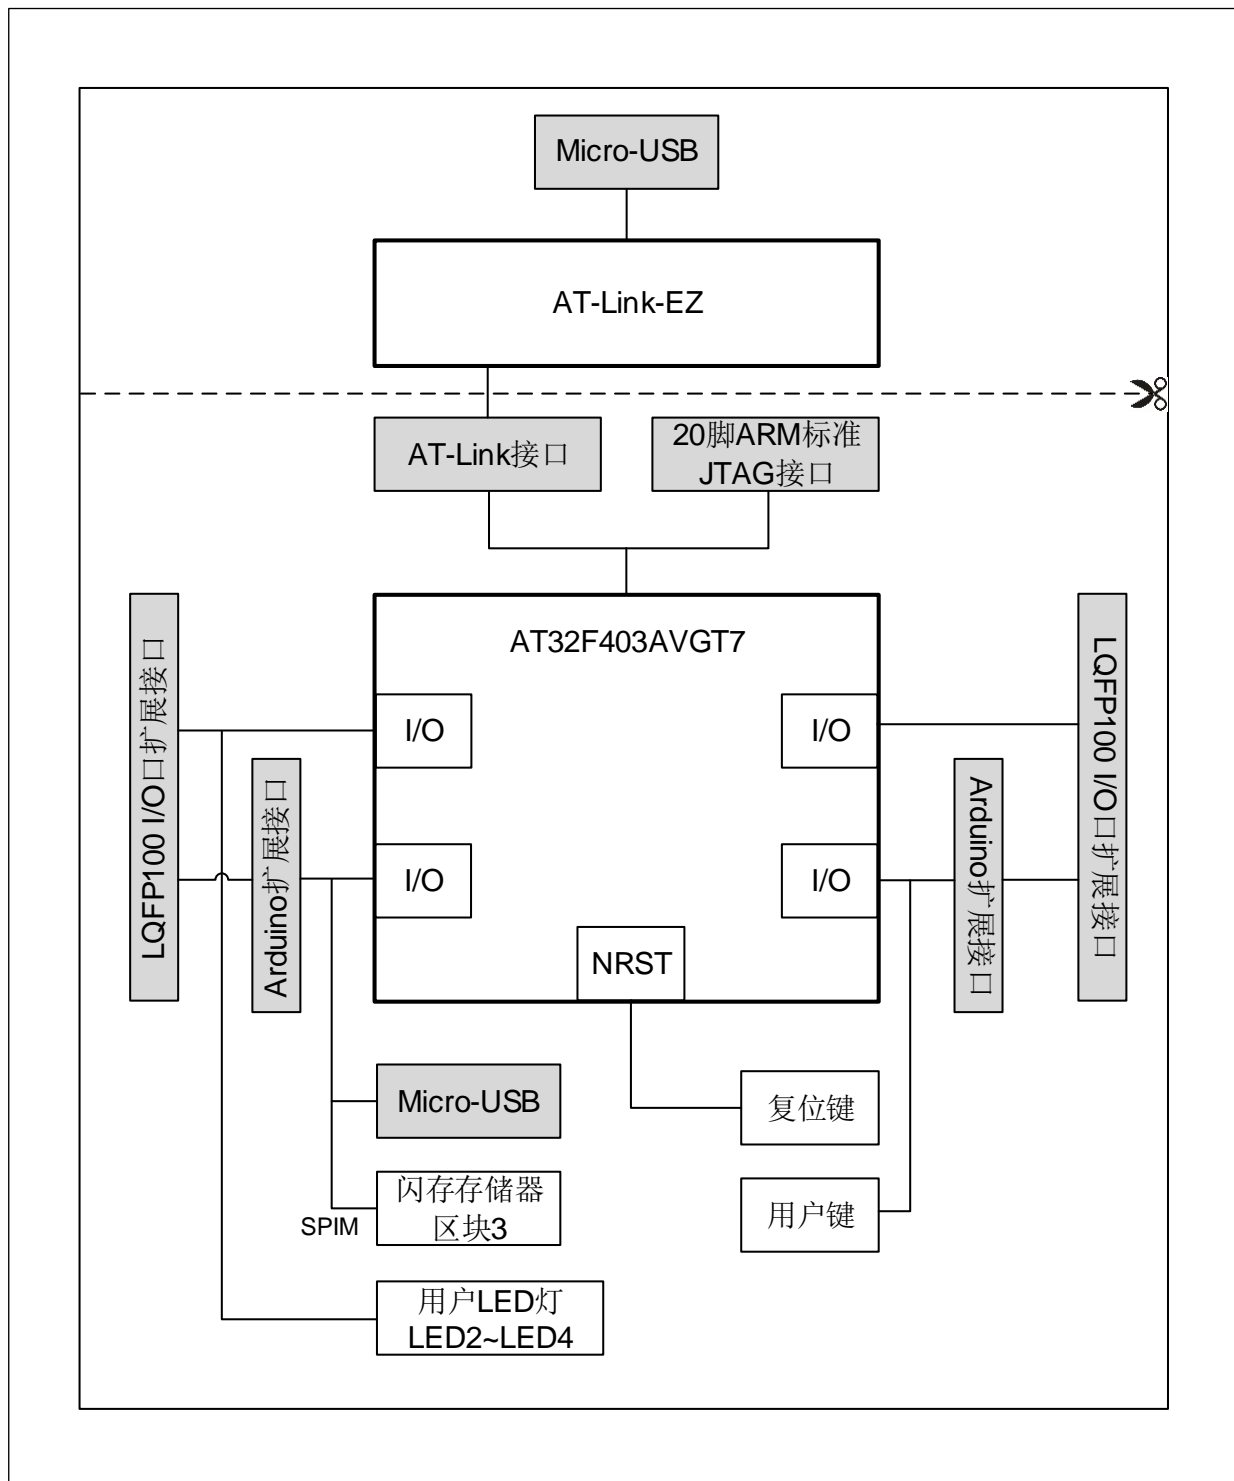 Micro-USB
AT-Link-EZ
AT-Link接口
20脚ARM标准
JTAG接口
AT32F403AVGT7
LQFP100 I/O口扩展接口
I/O
I/O
LQFP100 I/O口扩展接口
Arduino扩展接口
I/O
I/O
Arduino扩展接口
NRST
Micro-USB
复位键
闪存存储器
区块3
SPIM
用户键
用户LED灯
LED2~LED4